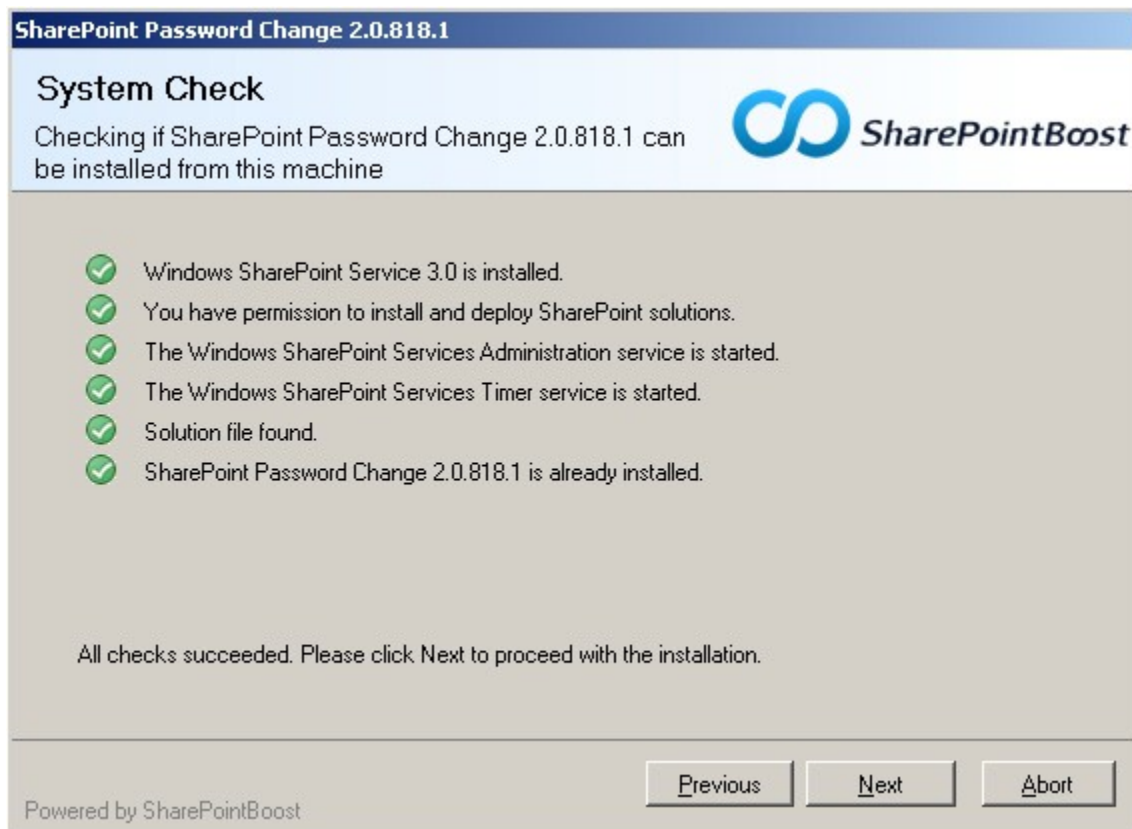 SharePoint Password Change 2.0.818.1
System Check
Checking if SharePoint Password Change 2.0.818.1 can
be installed from this machine
SharePointBoost
Windows SharePoint Service 3.0 is installed.
You have permission to install and deploy SharePoint solutions.
The Windows SharePoint Services Administration service is started.
The Windows SharePoint Services Timer service is started.
Solution file found.
SharePoint Password Change 2.0.818.1 is already installed.
All checks succeeded. Please click Next to proceed with the installation.
Previous
Next
Abort
Powered by SharePointBoost